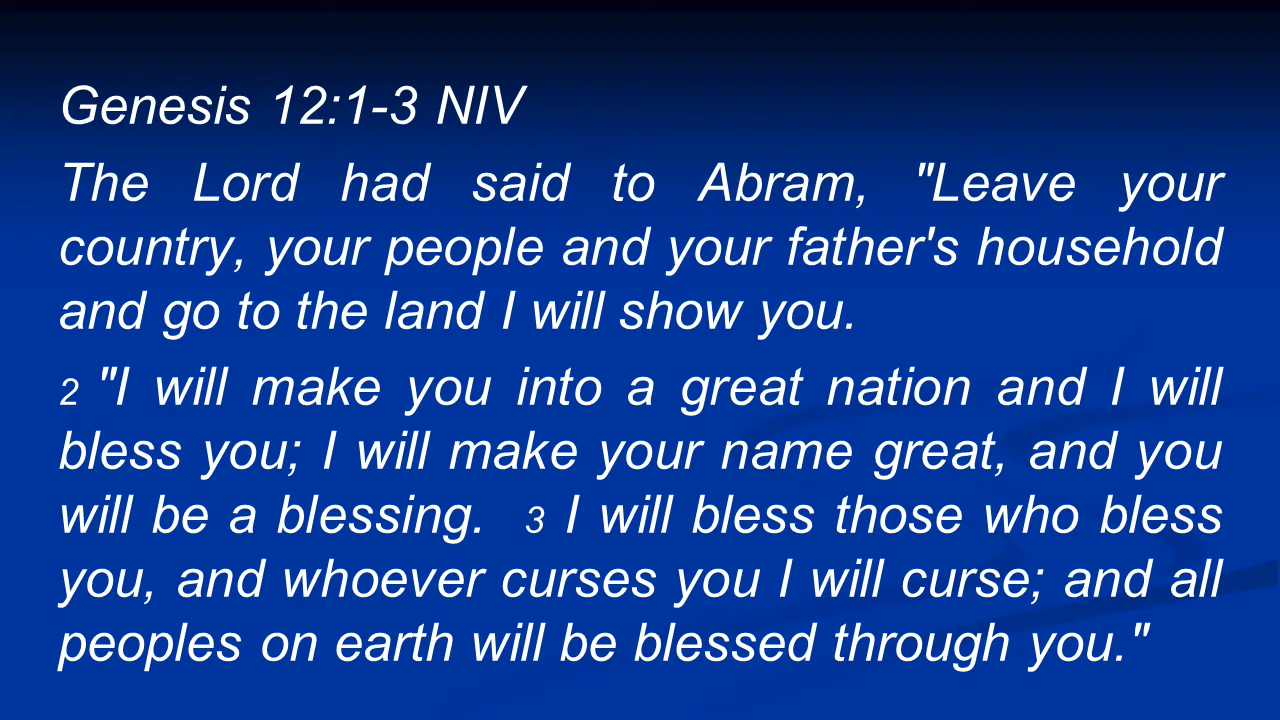 Genesis 12:1-3 NIV
The Lord had said to Abram, "Leave your
country, your people and your father's household
and go to the land I will show you.
2 "I will make you into a great nation and I will
bless you; I will make your name great, and you
will be a blessing. 3 I will bless those who bless
you, and whoever curses you I will curse; and all
peoples on earth will be blessed through you."